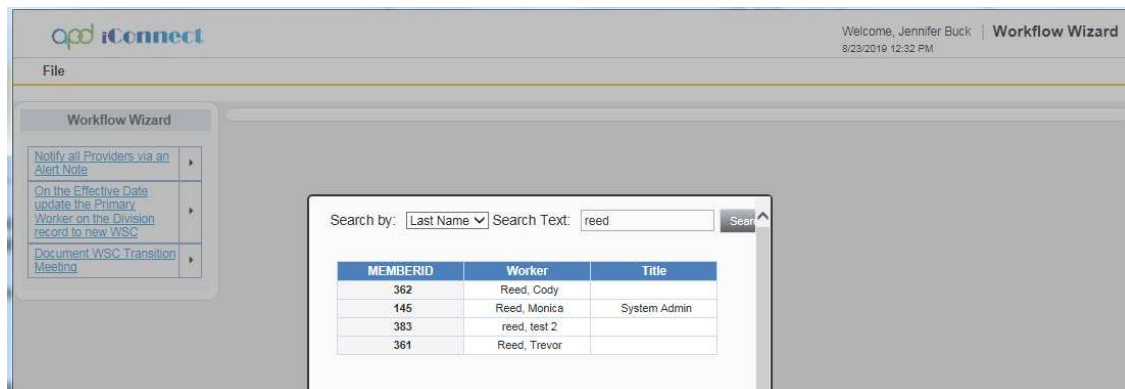 apd iConnect
Welcome, Jennifer Buck | Workflow Wizard
8/23/2019 12:32 PM
File
Workflow Wizard
Notify all Providers via an
Alert Note
On the Effective Date
update the Primary
Worker on the Division
record to new WSC
Document WSC Transition
Meeting
Search by: Last Name Search Text: reed
MEMBERID Worker Title
362 Reed, Cody
145 Reed, Monica System Admin
383 reed, test 2
361 Reed, Trevor